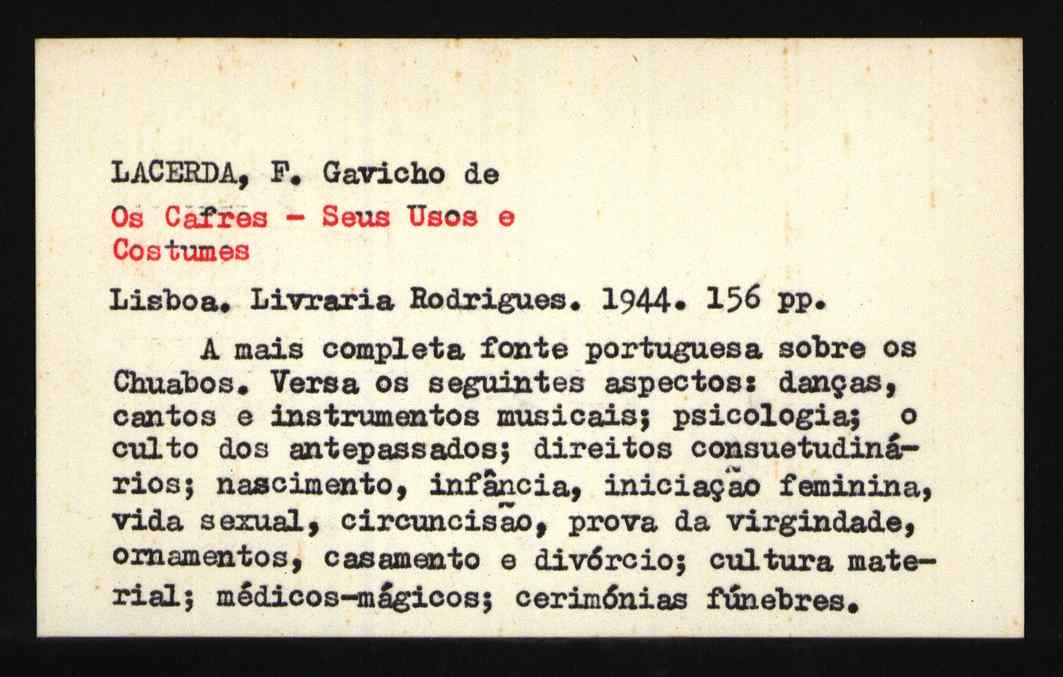 LACERDA, F. Gavicho de
Os Cafres - Seus Usos e
Costumes
Lisboa. Livraria Rodrigues. 1944. 156 pp.
A mais completa fonte portuguesa sobre os
Chuabos. Versa os seguintes aspectos: danças,
cantos e instrumentos musicais; psicologia; o
culto dos antepassados; direitos consuetudiná-
rios; nascimento, infância, iniciação feminina,
vida sexual, circuncisão, prova da virgindade,
ornamentos, casamento e divórcio; cultura mate-
rial; médicos-mágicos; cerimónias fúnebres.